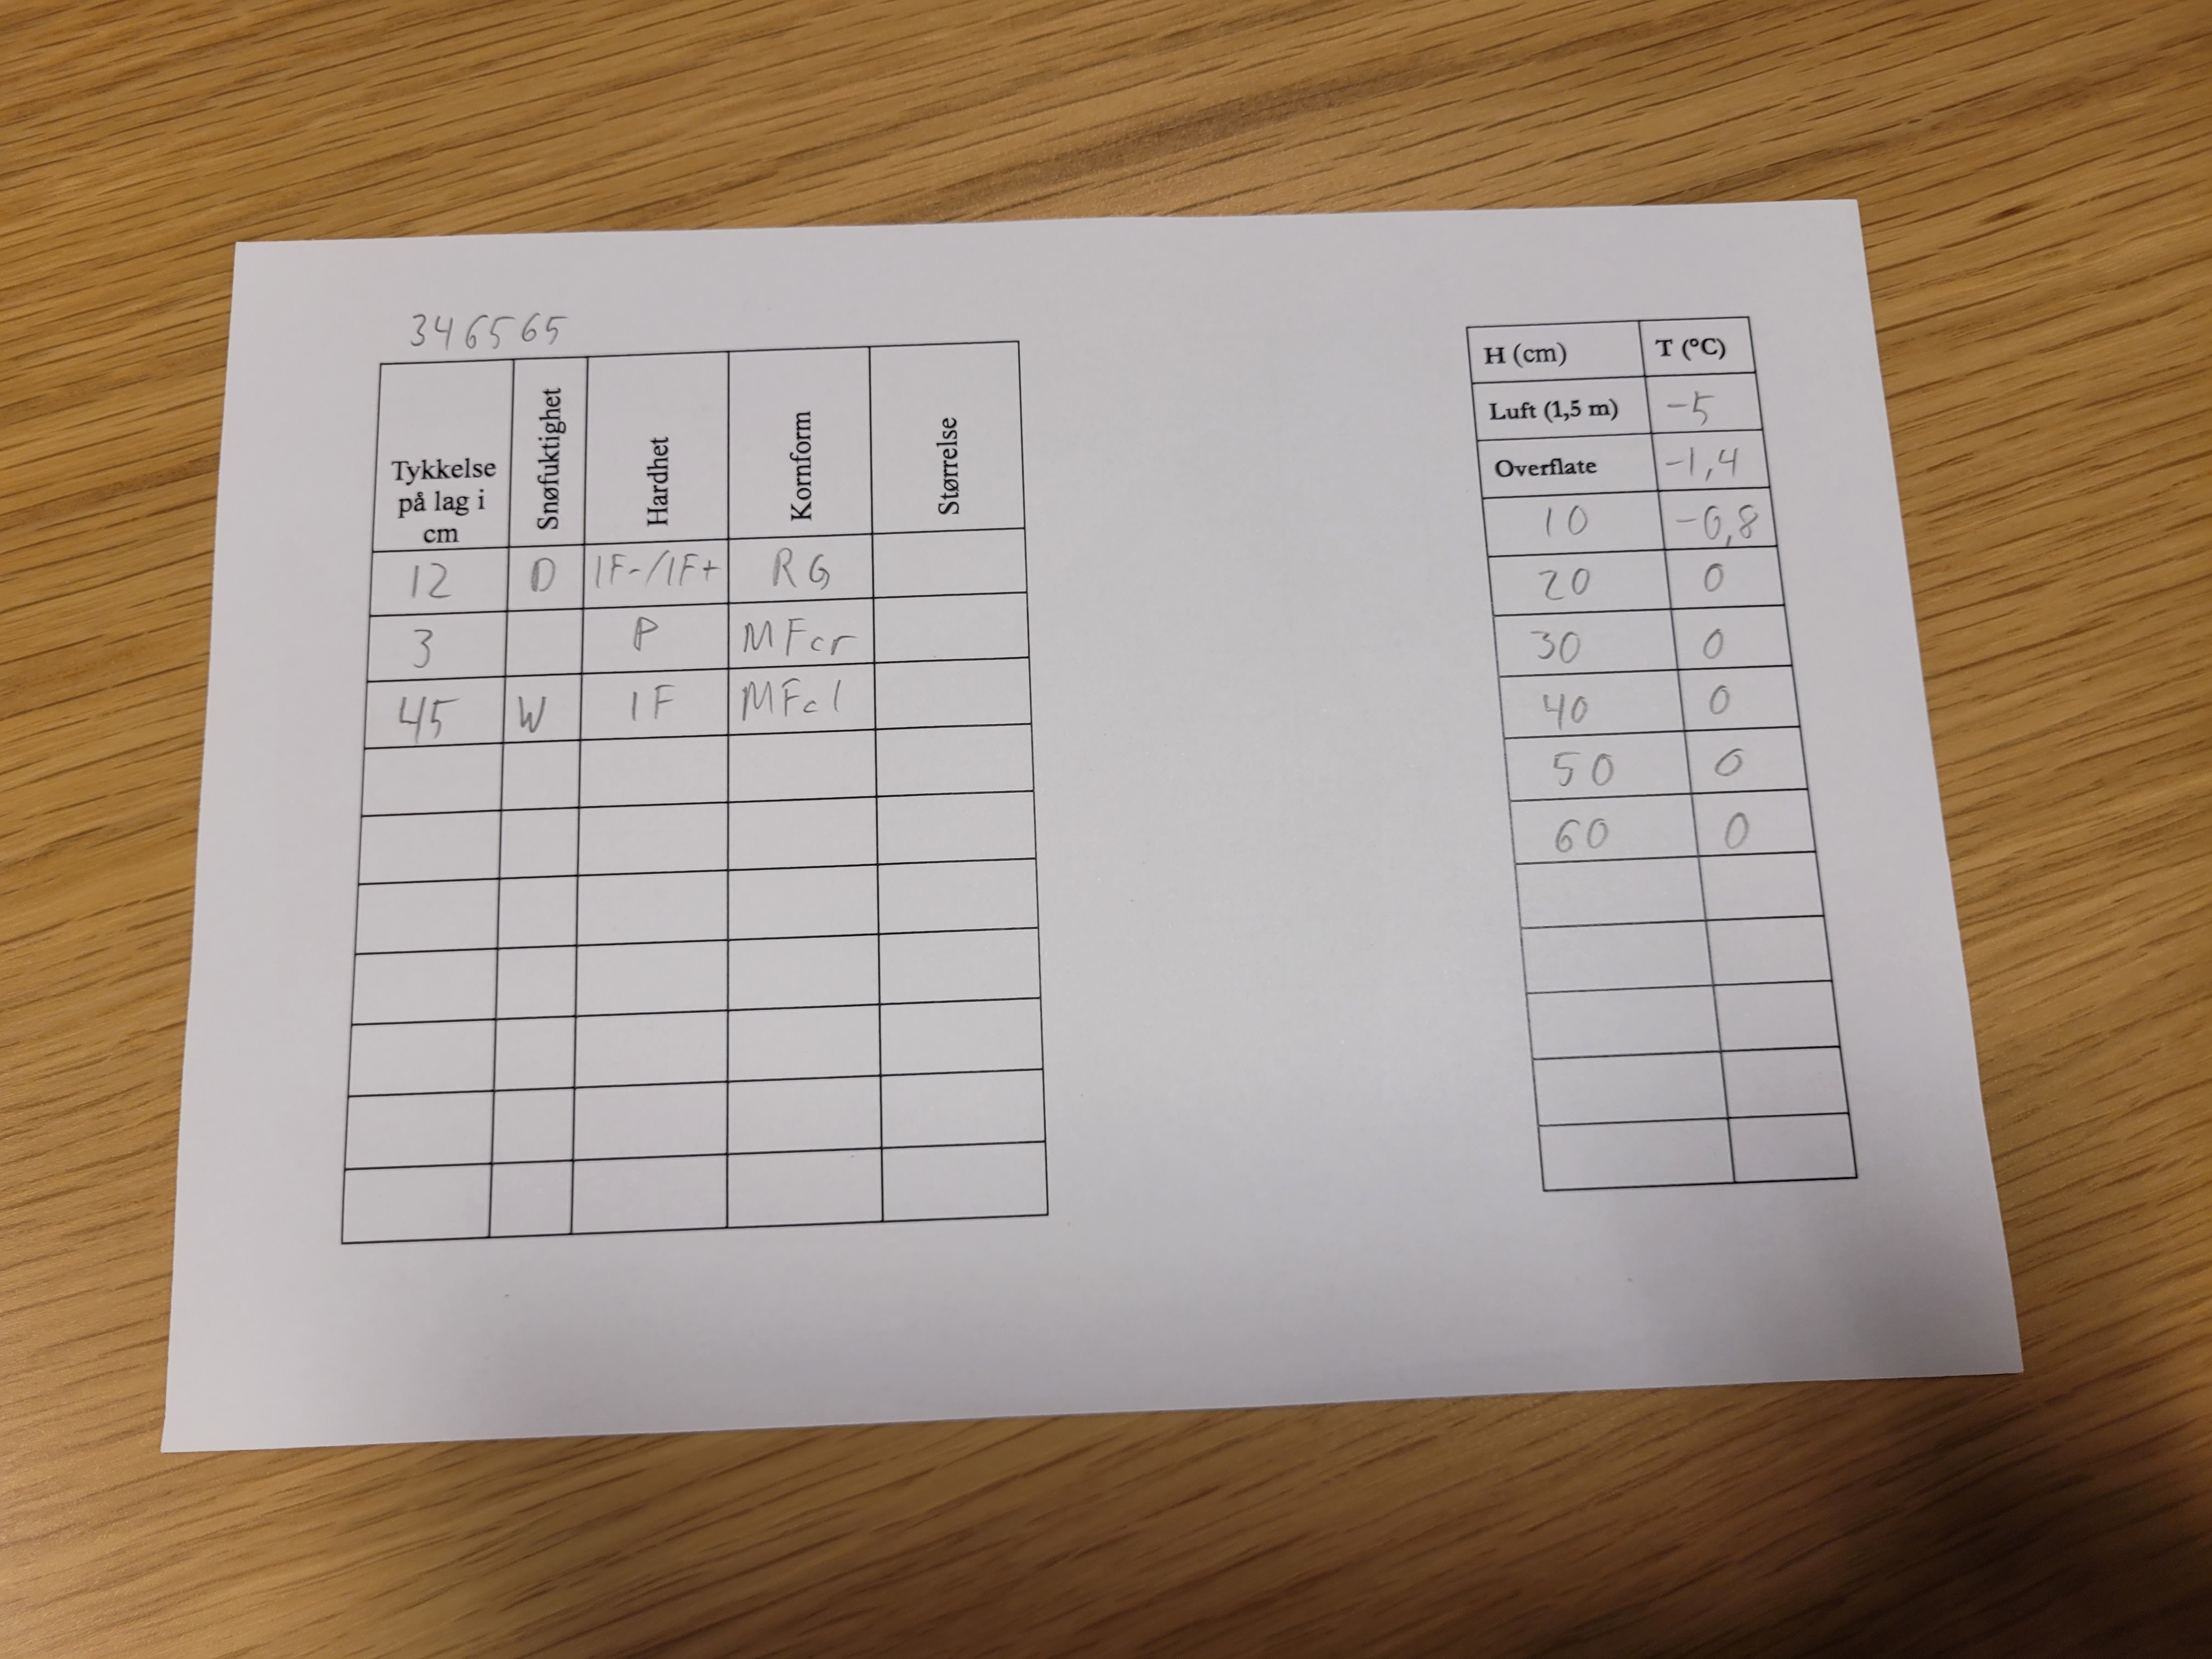 346565
Tykkelse på lag i cm Snøfuktighet Hardhet Kornform Størrelse
12 D 1F-/1F+ RG
3 P MFcr
45 W 1F MFcl
H (cm) T (°C)
Luft (1,5 m) -5
Overflate -1,4
10 -0,8
20 0
30 0
40 0
50 0
60 0